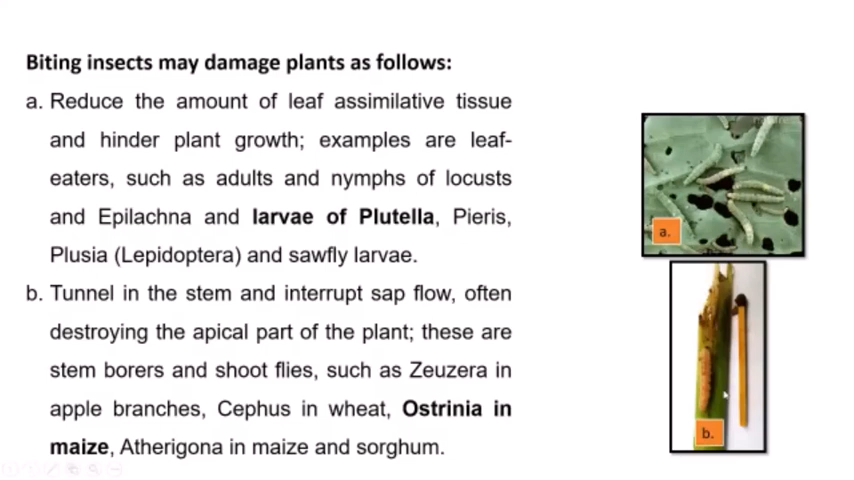 Biting insects may damage plants as follows:
a. Reduce the amount of leaf assimilative tissue
and hinder plant growth; examples are leaf-
eaters, such as adults and nymphs of locusts
and Epilachna and larvae of Plutella, Pieris,
Plusia (Lepidoptera) and sawfly larvae.
b. Tunnel in the stem and interrupt sap flow, often
destroying the apical part of the plant; these are
stem borers and shoot flies, such as Zeuzera in
apple branches, Cephus in wheat, Ostrinia in
maize, Atherigona in maize and sorghum.
a.
b.